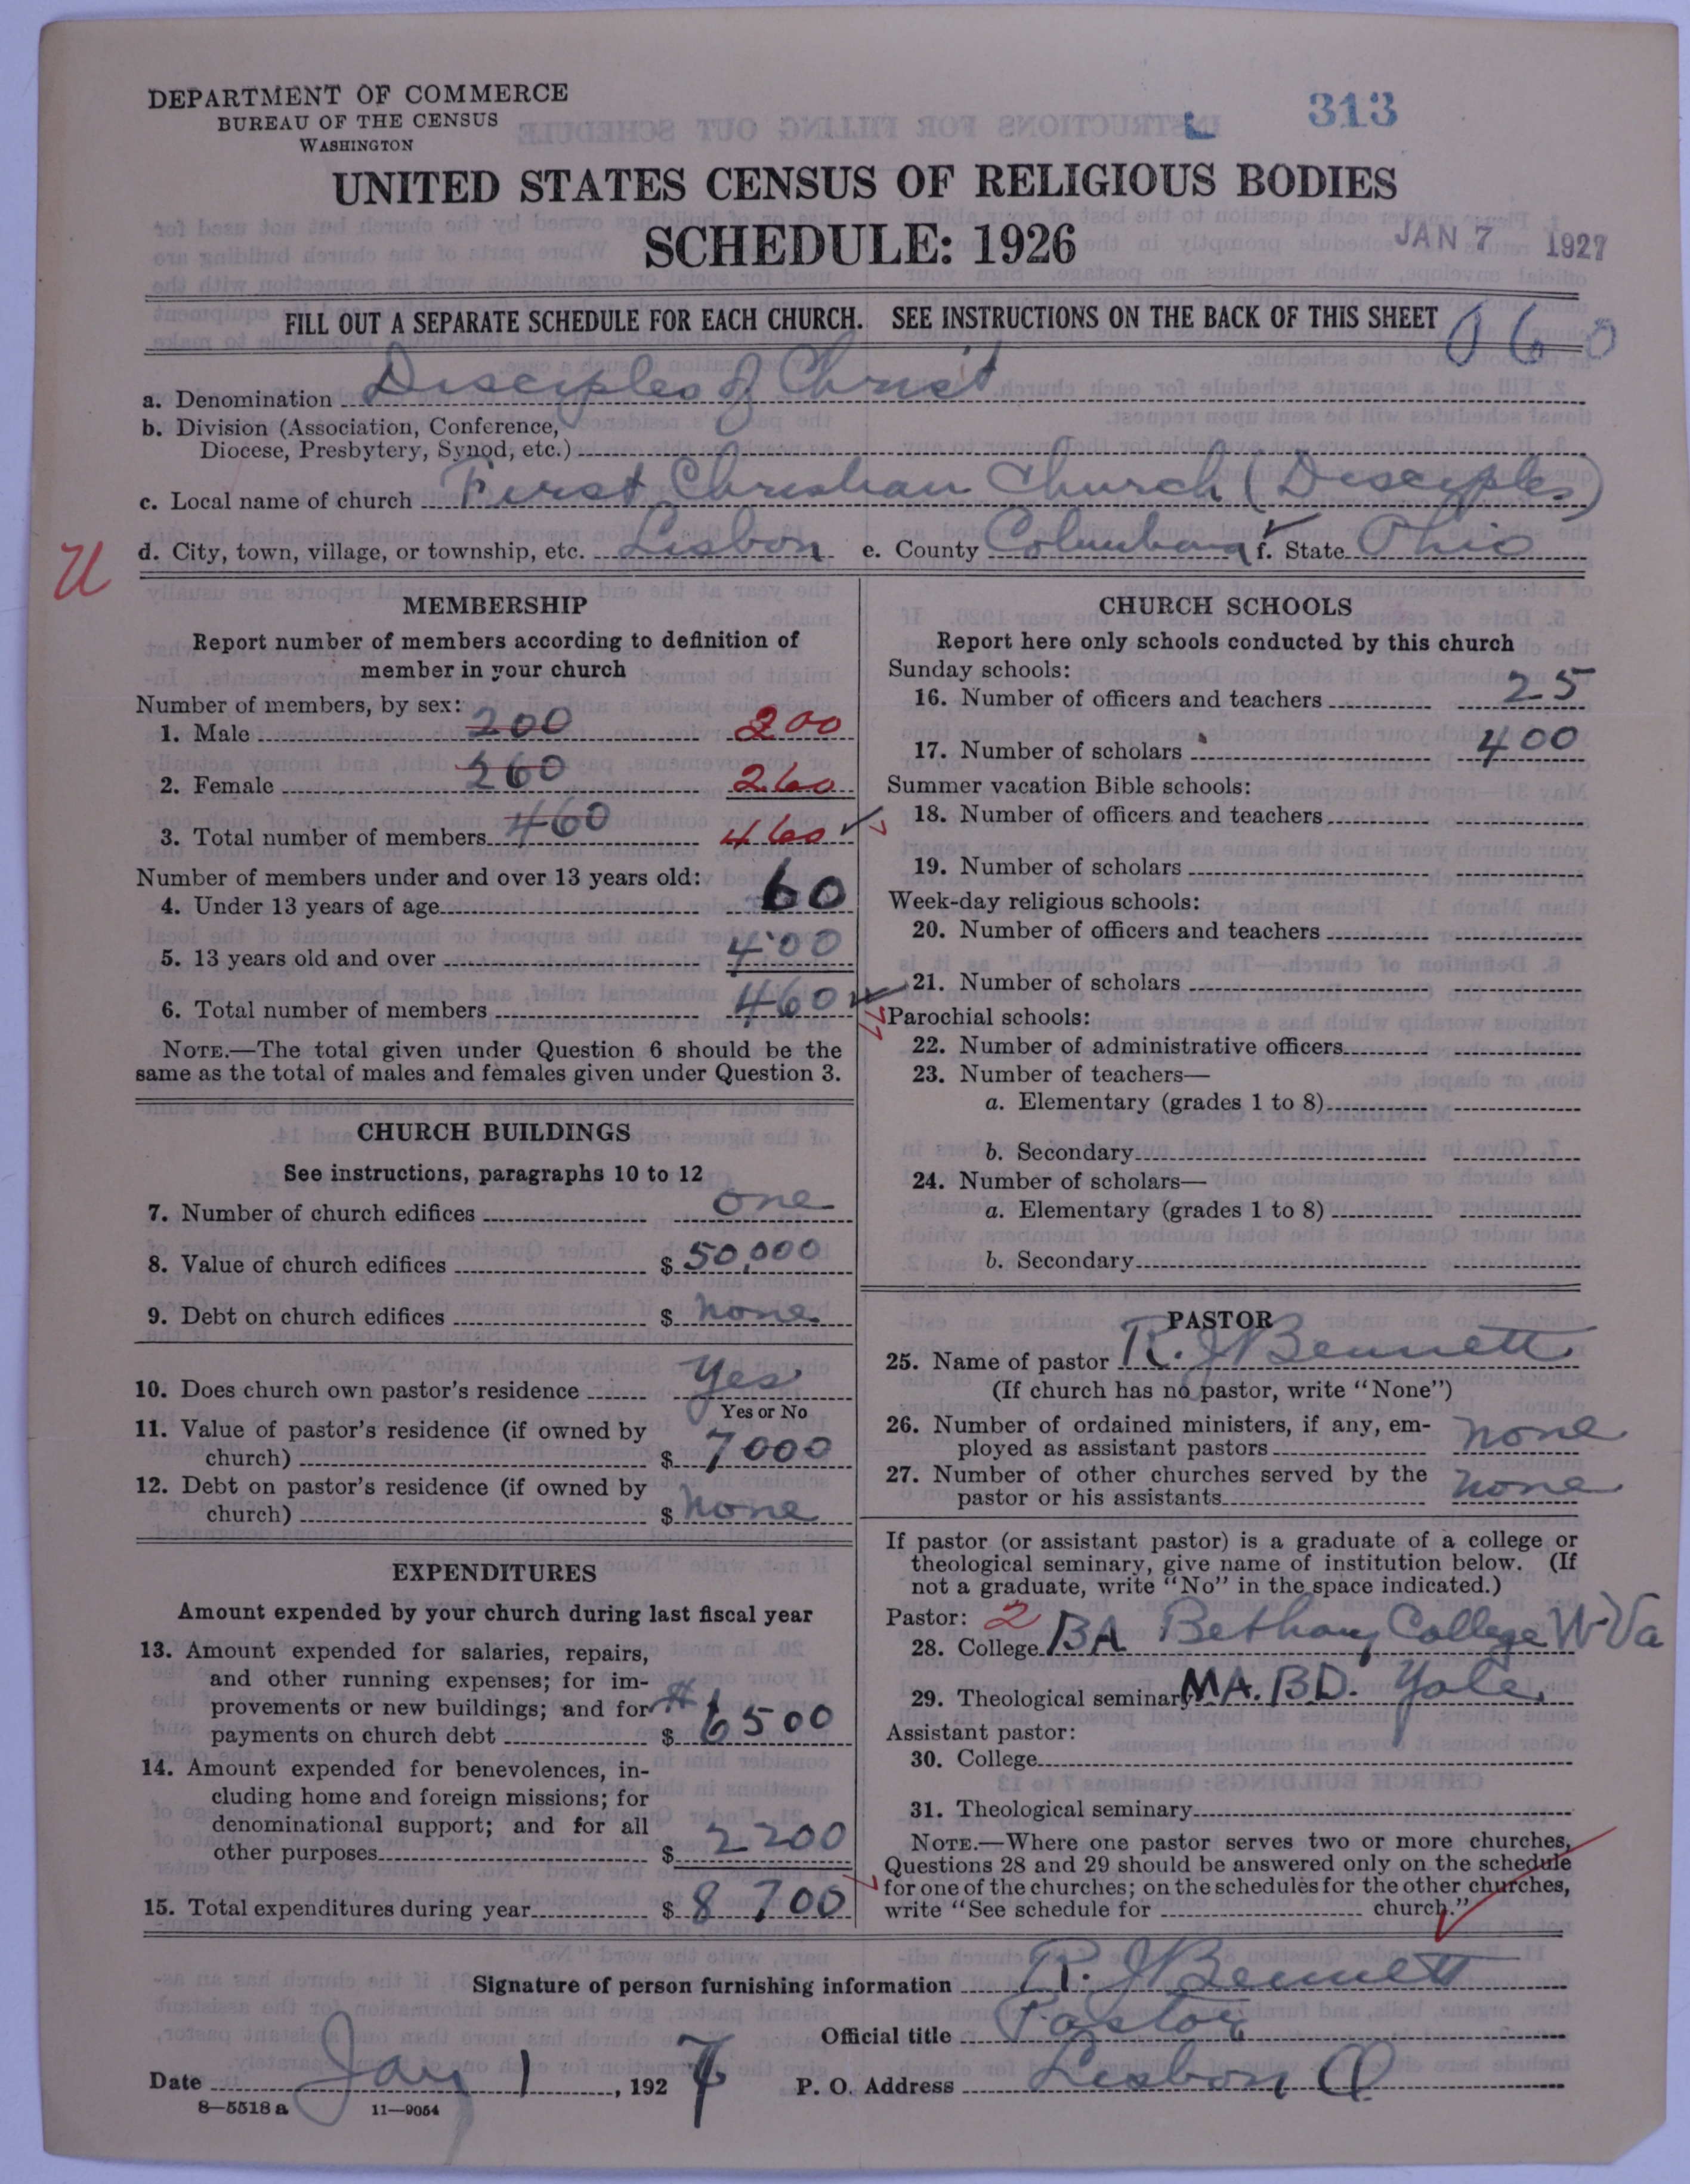 DEPARTMENT OF COMMERCE
BUREAU OF THE CENSUS
WASHINGTON
313
UNITED STATES CENSUS OF RELIGIOUS BODIES
SCHEDULE: 1926
JAN 7 1927
FILL OUT A SEPARATE SCHEDULE FOR EACH CHURCH. SEE INSTRUCTIONS ON THE BACK OF THIS SHEET
060
a. Denomination Disciples of Christ
b. Division (Association, Conference,
Diocese, Presbytery, Synod, etc.)
c. Local name of church First Christian Church (Disciples)
d. City, town, village, or township, etc. Lisbon e. County Columbiana f. State Ohio
U
MEMBERSHIP
Report number of members according to definition of
member in your church
Number of members, by sex:
1. Male 200 200
2. Female 260 260
3. Total number of members 460 460
Number of members under and over 13 years old:
4. Under 13 years of age 60
5. 13 years old and over 400
6. Total number of members 460
NOTE.—The total given under Question 6 should be the
same as the total of males and females given under Question 3.
CHURCH BUILDINGS
See instructions, paragraphs 10 to 12
7. Number of church edifices one
8. Value of church edifices $ 50,000
9. Debt on church edifices $ none
10. Does church own pastor's residence Yes
Yes or No
11. Value of pastor's residence (if owned by
church) $ 7000
12. Debt on pastor's residence (if owned by
church) $ none
EXPENDITURES
Amount expended by your church during last fiscal year
13. Amount expended for salaries, repairs,
and other running expenses; for im-
provements or new buildings; and for
payments on church debt $ 6500
14. Amount expended for benevolences, in-
cluding home and foreign missions; for
denominational support; and for all
other purposes $ 2200
15. Total expenditures during year $ 8700
CHURCH SCHOOLS
Report here only schools conducted by this church
Sunday schools:
16. Number of officers and teachers 25
17. Number of scholars 400
Summer vacation Bible schools:
18. Number of officers and teachers
19. Number of scholars
Week-day religious schools:
20. Number of officers and teachers
21. Number of scholars
Parochial schools:
22. Number of administrative officers
23. Number of teachers—
a. Elementary (grades 1 to 8)
b. Secondary
24. Number of scholars—
a. Elementary (grades 1 to 8)
b. Secondary
PASTOR
25. Name of pastor R. J Bennett
(If church has no pastor, write "None")
26. Number of ordained ministers, if any, em-
ployed as assistant pastors none
27. Number of other churches served by the
pastor or his assistants none
If pastor (or assistant pastor) is a graduate of a college or
theological seminary, give name of institution below. (If
not a graduate, write "No" in the space indicated.)
Pastor: 2
28. College BA Bethany College W-Va
29. Theological seminary MA. BD. Yale.
Assistant pastor:
30. College
31. Theological seminary
NOTE.—Where one pastor serves two or more churches,
Questions 28 and 29 should be answered only on the schedule
for one of the churches; on the schedules for the other churches,
write "See schedule for church."
Signature of person furnishing information R. J Bennett
Official title Pastor
Date Jan 1, 1927 P. O. Address Lisbon O.
8—5518 a 11—9054